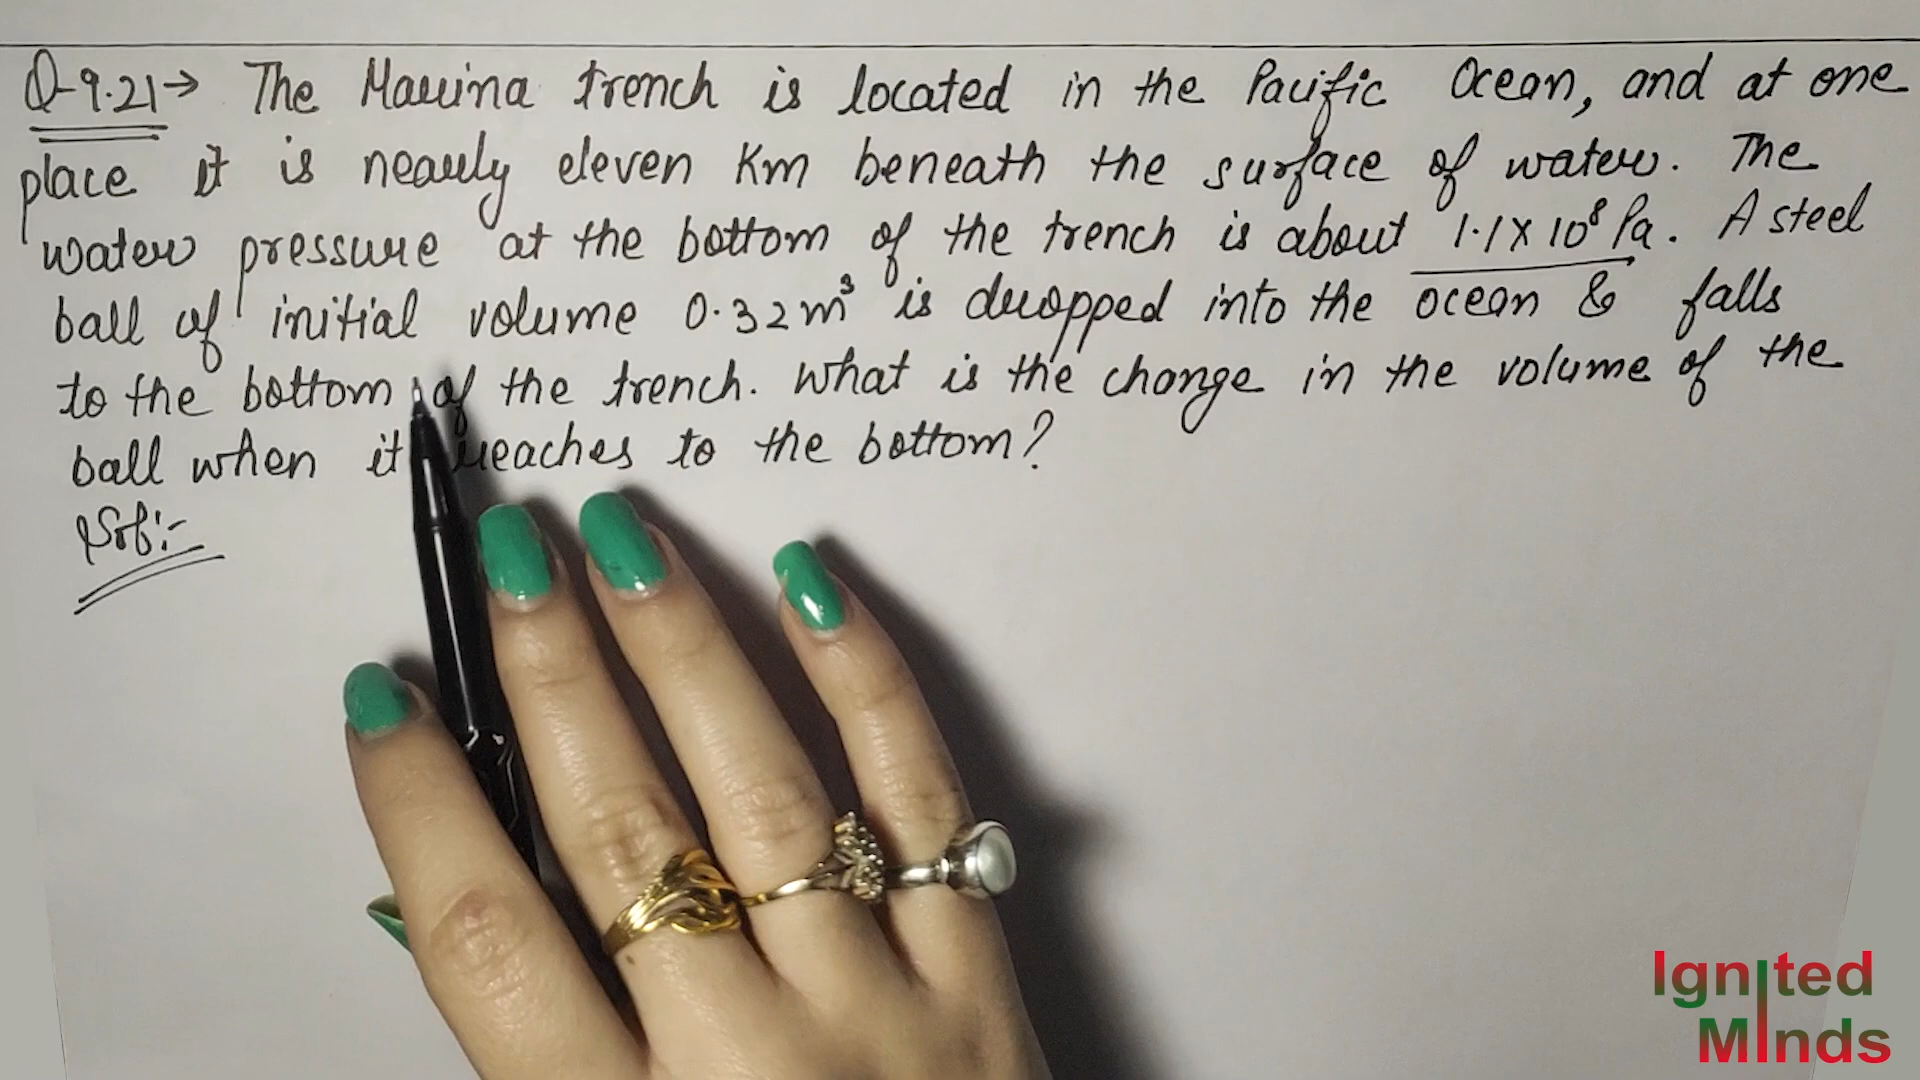 Q-9.21→ The Marina trench is located in the Pacific Ocean, and at one
place it is nearly eleven Km beneath the surface of water. The
water pressure at the bottom of the trench is about 1.1 x 10⁸ Pa. A steel
ball of initial volume 0.32 m³ is dropped into the ocean & falls
to the bottom of the trench. What is the change in the volume of the
ball when it reaches to the bottom?
Sol:-
Ignited
Minds